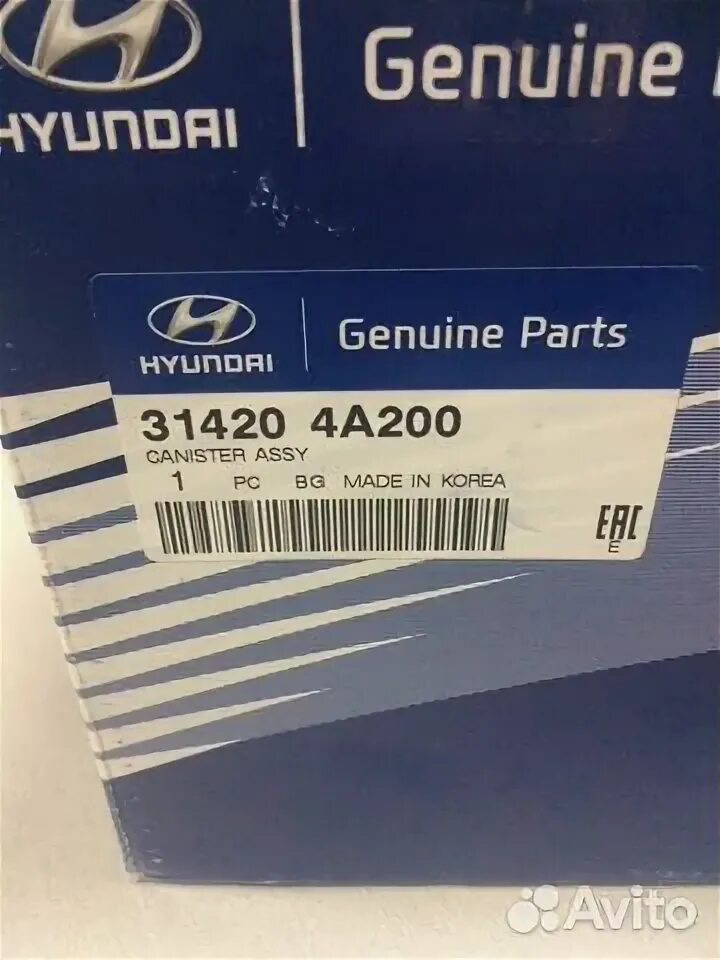 Genuine
HYUNDAI
HYUNDAI
Genuine Parts
31420 4A200
CANISTER ASSY
1 PC BG MADE IN KOREA
EAC
E
Avito